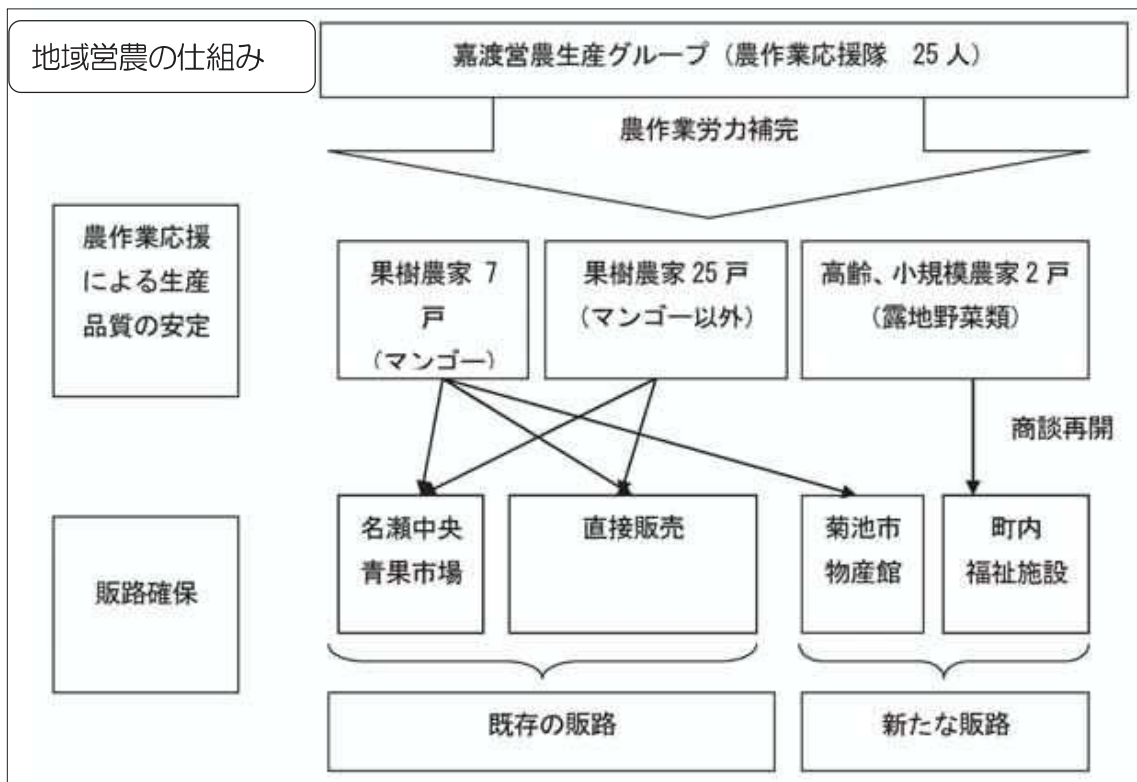 地域営農の仕組み
嘉渡営農生産グループ（農作業応援隊　25人）
農作業労力補完
農作業応援
による生産
品質の安定
果樹農家 7
戸
（マンゴー）
果樹農家25戸
（マンゴー以外）
高齢、小規模農家2戸
（露地野菜類）
商談再開
販路確保
名瀬中央
青果市場
直接販売
菊池市
物産館
町内
福祉施設
既存の販路
新たな販路